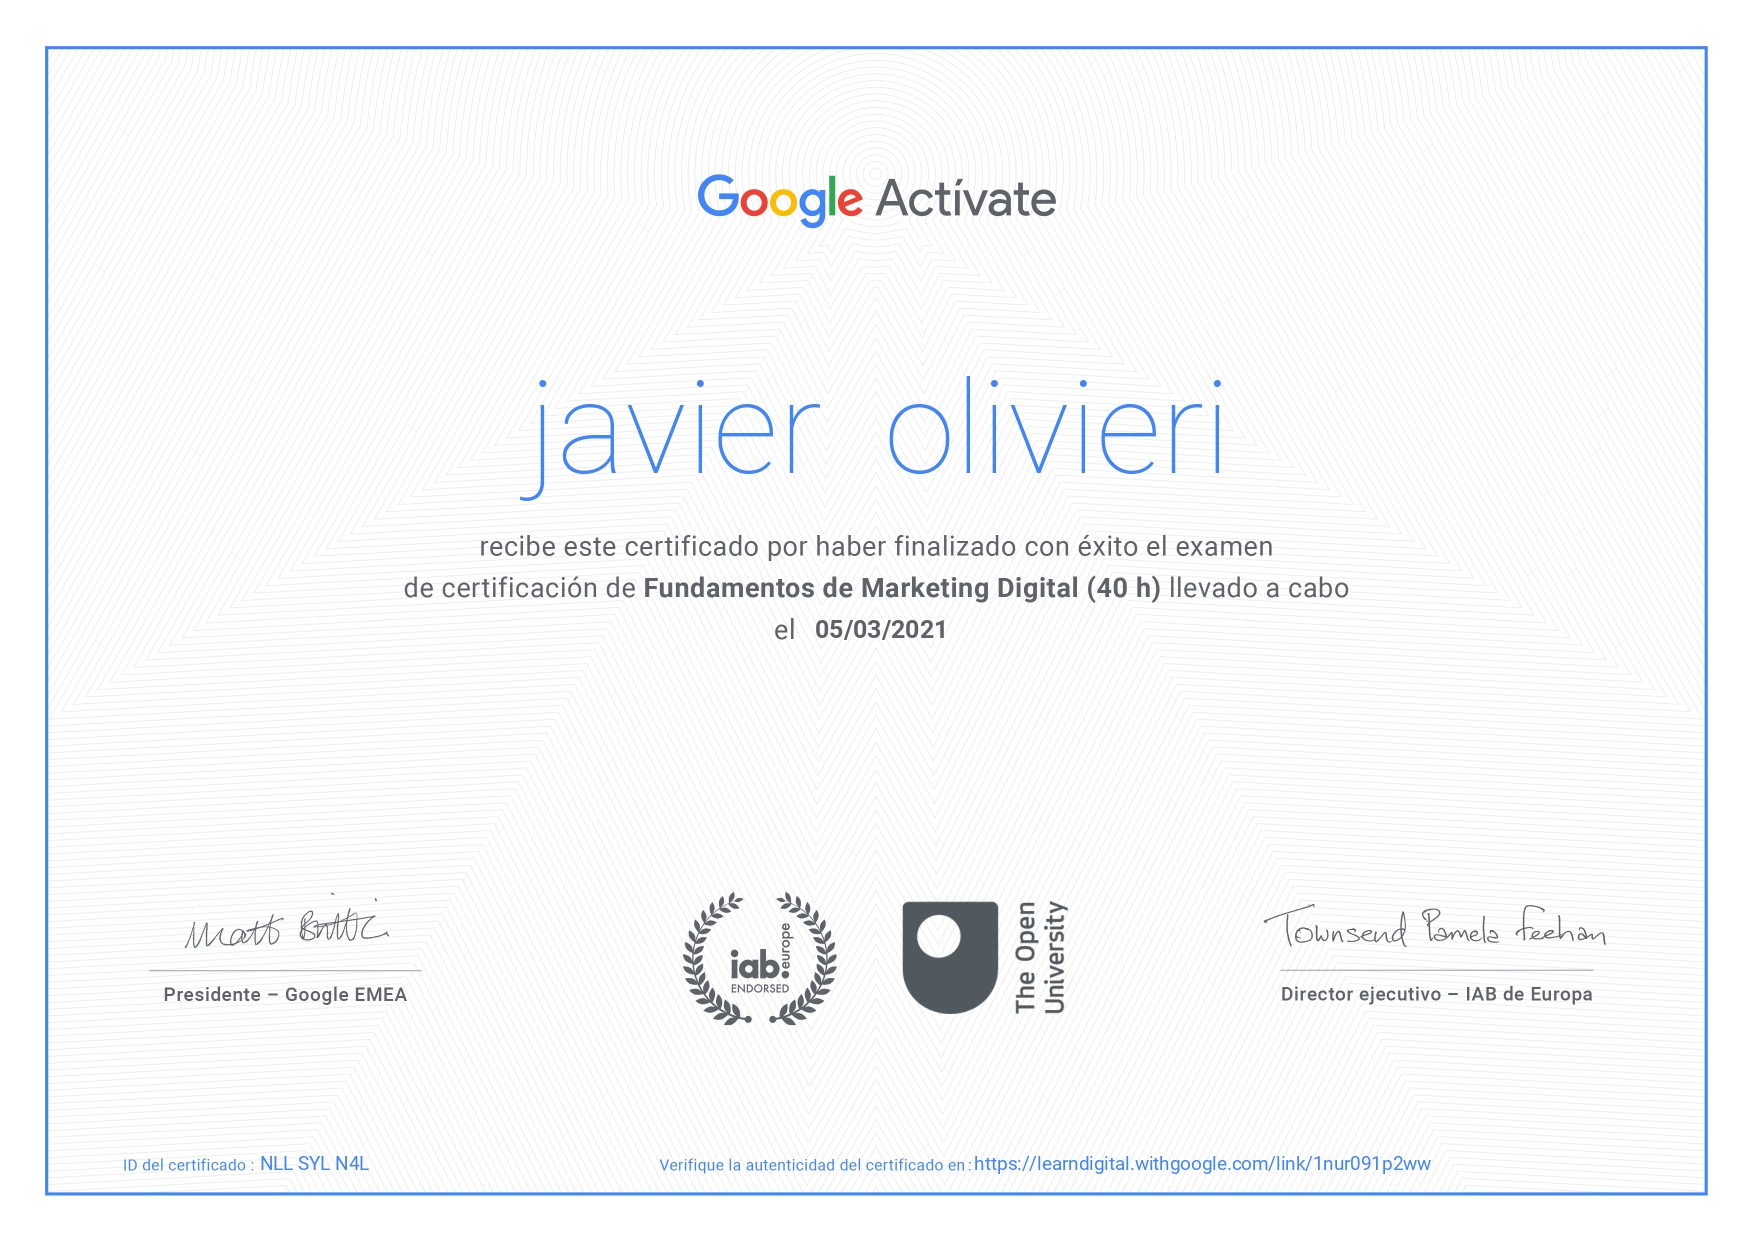 Google Actívate
javier olivieri
recibe este certificado por haber finalizado con éxito el examen
de certificación de Fundamentos de Marketing Digital (40 h) llevado a cabo
el 05/03/2021
Matt Brittin
Presidente – Google EMEA
iab.europe
ENDORSED
The Open
University
Townsend Pamela Feehan
Director ejecutivo – IAB de Europa
ID del certificado : NLL SYL N4L
Verifique la autenticidad del certificado en : https://learndigital.withgoogle.com/link/1nur091p2ww